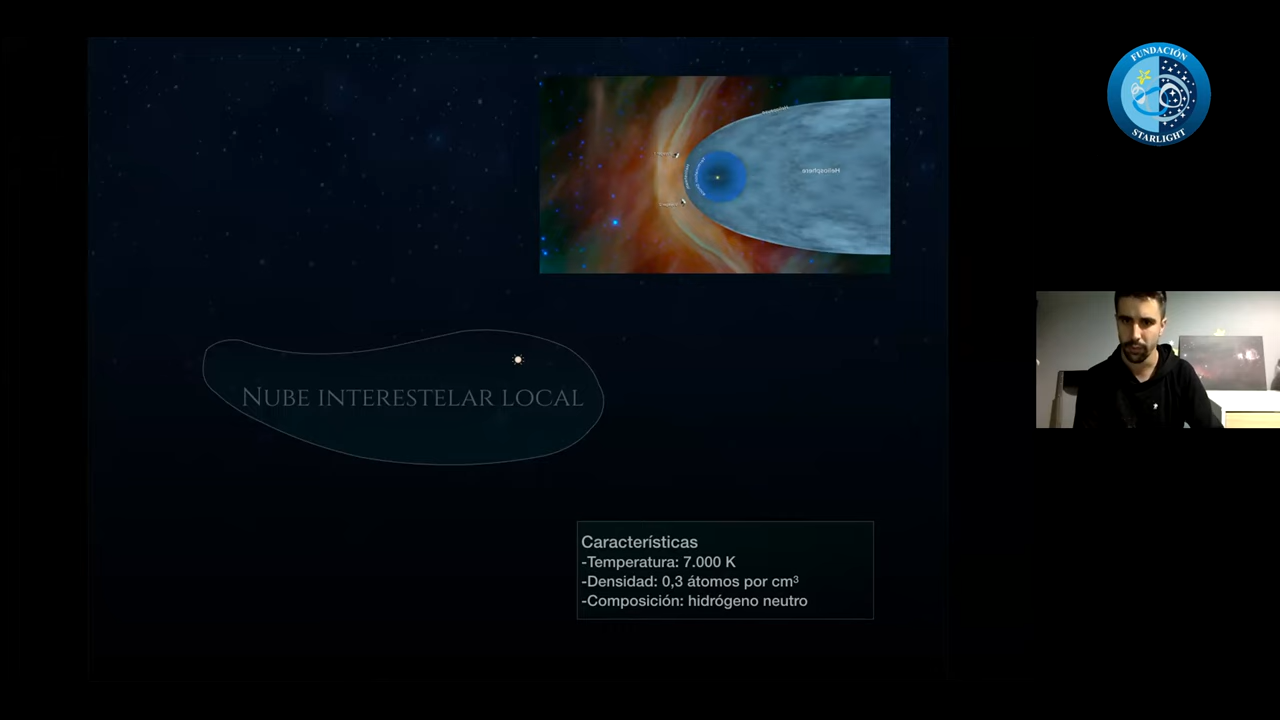 FUNDACIÓN
STARLIGHT
Heliosphere
NUBE INTERESTELAR LOCAL
Características
-Temperatura: 7.000 K
-Densidad: 0,3 átomos por cm³
-Composición: hidrógeno neutro